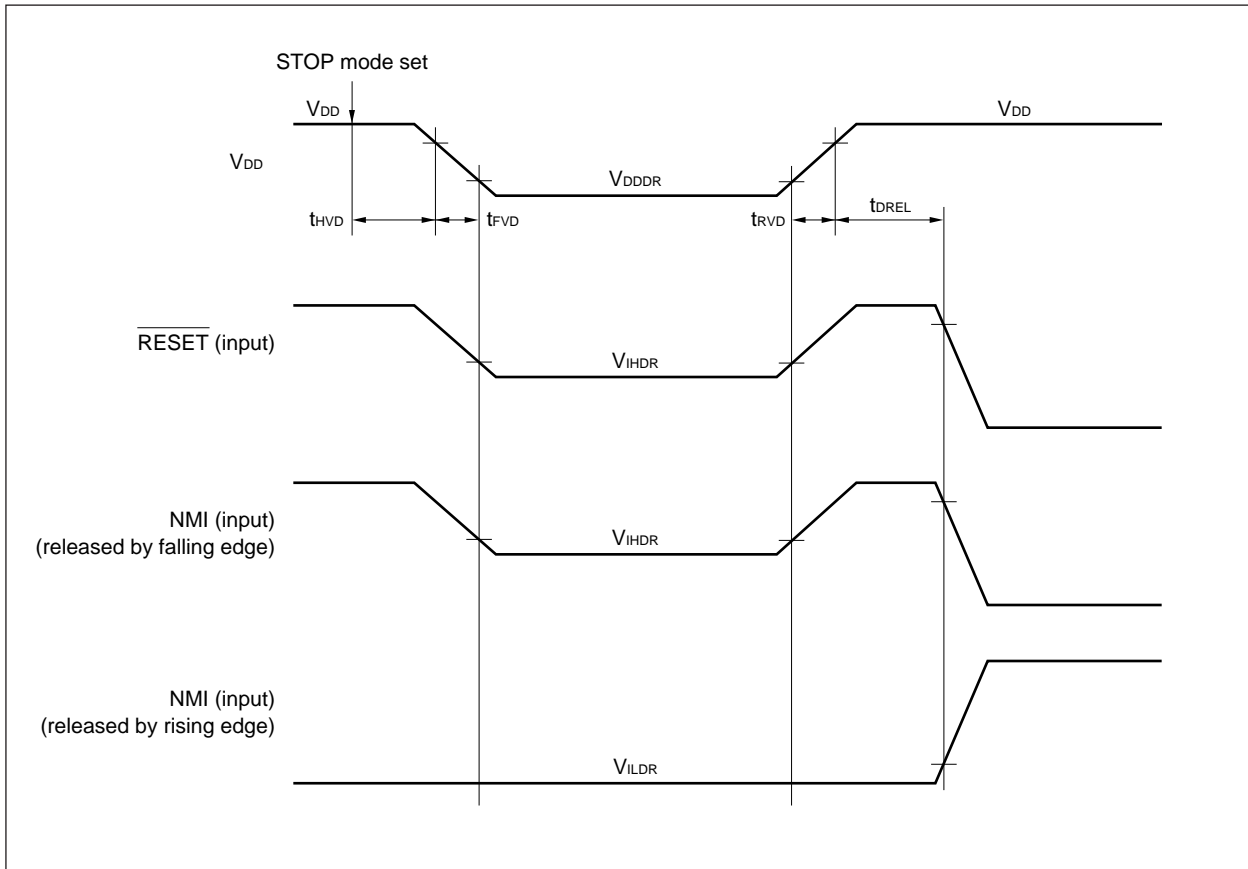 STOP mode set
VDD
VDD
VDD
VDDDR
tHVD
tFVD
tRVD
tDREL
RESET (input)
VIHDR
NMI (input)
(released by falling edge)
VIHDR
NMI (input)
(released by rising edge)
VILDR